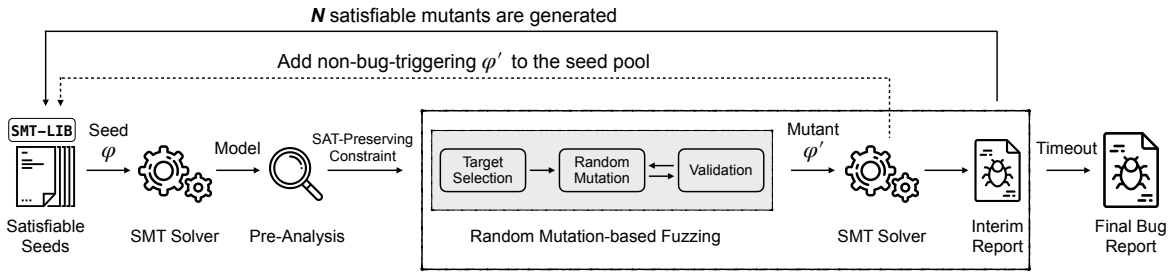 N satisfiable mutants are generated
Add non-bug-triggering φ′ to the seed pool
SMT-LIB
Seed
φ
Model
SAT-Preserving
Constraint
Target
Selection
Random
Mutation
Validation
Mutant
φ′
Timeout
Satisfiable
Seeds
SMT Solver
Pre-Analysis
Random Mutation-based Fuzzing
SMT Solver
Interim
Report
Final Bug
Report